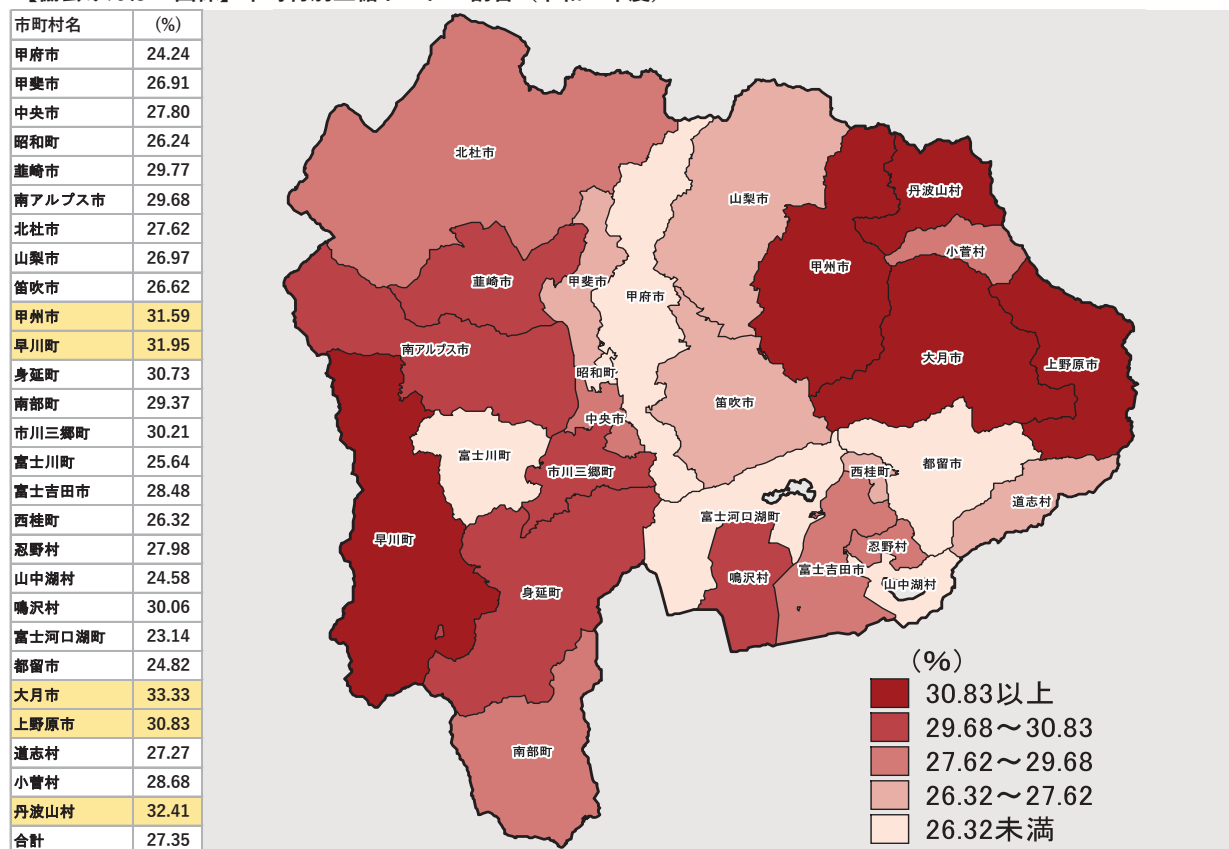 市町村名 (%)
甲府市 24.24
甲斐市 26.91
中央市 27.80
昭和町 26.24
韮崎市 29.77
南アルプス市 29.68
北杜市 27.62
山梨市 26.97
笛吹市 26.62
甲州市 31.59
早川町 31.95
身延町 30.73
南部町 29.37
市川三郷町 30.21
富士川町 25.64
富士吉田市 28.48
西桂町 26.32
忍野村 27.98
山中湖村 24.58
鳴沢村 30.06
富士河口湖町 23.14
都留市 24.82
大月市 33.33
上野原市 30.83
道志村 27.27
小菅村 28.68
丹波山村 32.41
合計 27.35
北杜市
丹波山村
山梨市
小菅村
甲州市
韮崎市
甲斐市
甲府市
南アルプス市
大月市
上野原市
昭和町
笛吹市
中央市
富士川町
市川三郷町
西桂町
都留市
道志村
富士河口湖町
早川町
忍野村
鳴沢村
富士吉田市
山中湖村
身延町
南部町
(%)
30.83以上
29.68～30.83
27.62～29.68
26.32～27.62
26.32未満